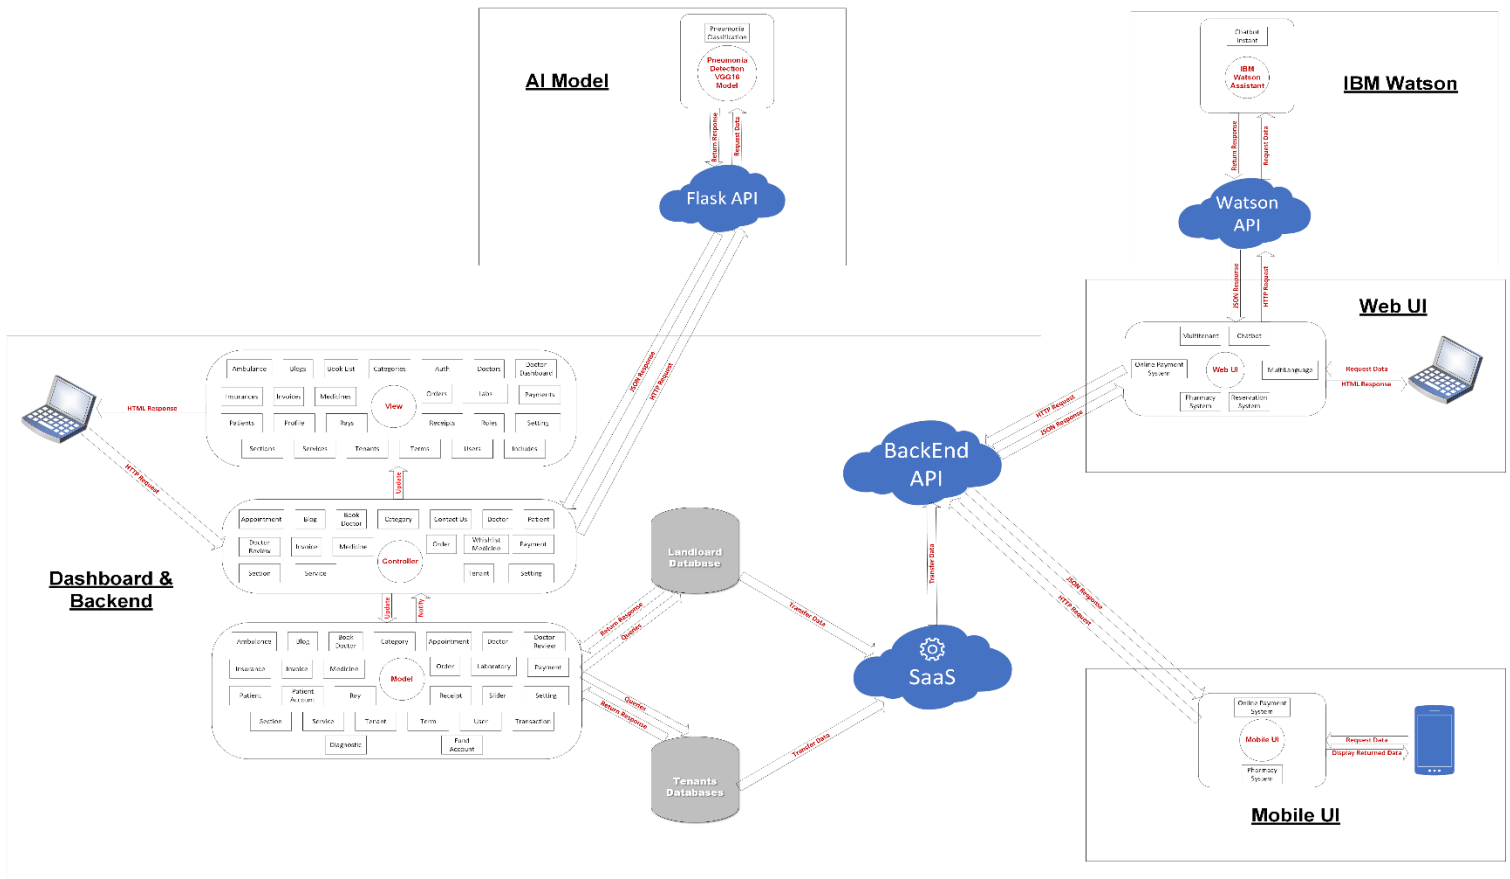 AI Model
Pneumonia
Classification
Pneumonia
Detection
VGG16
Model
Return Response
Request Data
Flask API
JSON Response
HTTP Request
IBM Watson
Chatbot
Instant
IBM
Watson
Assistant
Return Response
Request Data
Watson
API
JSON Response
HTTP Request
Web UI
Multitenant
Chatbot
Online Payment
System
Web UI
MultiLanguage
Pharmacy
System
Reservation
System
Request Data
HTML Response
HTTP Request
JSON Response
Dashboard &
Backend
HTML Response
HTTP Request
Ambulance
Blogs
Book List
Categories
Auth
Doctors
Doctor
Dashboard
Insurances
Invoices
Medicines
View
Orders
Labs
Payments
Patients
Profile
Rays
Receipts
Roles
Setting
Sections
Services
Tenants
Terms
Users
Includes
Update
Appointment
Blog
Book
Doctor
Category
Contact Us
Doctor
Patient
Doctor
Review
Invoice
Medicine
Controller
Order
Whishlist
Medicine
Payment
Section
Service
Tenant
Setting
Update
Notify
Ambulance
Blog
Book
Doctor
Category
Appointment
Doctor
Doctor
Review
Insurance
Invoice
Medicine
Model
Order
Laboratory
Payment
Patient
Patient
Account
Ray
Receipt
Slider
Setting
Section
Service
Tenant
Term
User
Transaction
Diagnostic
Fund
Account
Landloard
Database
Return Response
Queries
Queries
Return Response
Tenants
Databases
Transfer Data
Transfer Data
SaaS
Transfer Data
BackEnd
API
JSON Response
HTTP Request
Online Payment
System
Mobile UI
Pharmacy
System
Request Data
Display Returned Data
Mobile UI